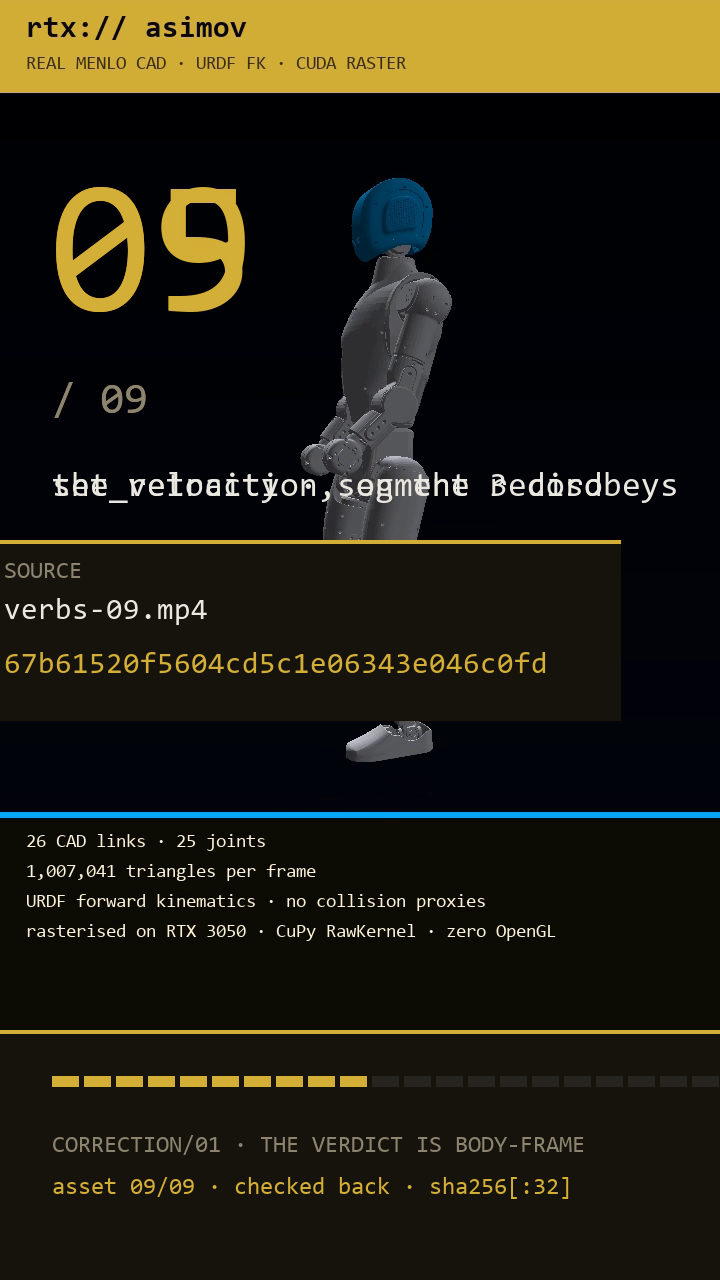 rtx:// asimov
REAL MENLO CAD · URDF FK · CUDA RASTER
09
/ 09
SOURCE
verbs-09.mp4
67b61520f5604cd5c1e06343e046c0fd
26 CAD links · 25 joints
1,007,041 triangles per frame
URDF forward kinematics · no collision proxies
rasterised on RTX 3050 · CuPy RawKernel · zero OpenGL
CORRECTION/01 · THE VERDICT IS BODY-FRAME
asset 09/09 · checked back · sha256[:32]